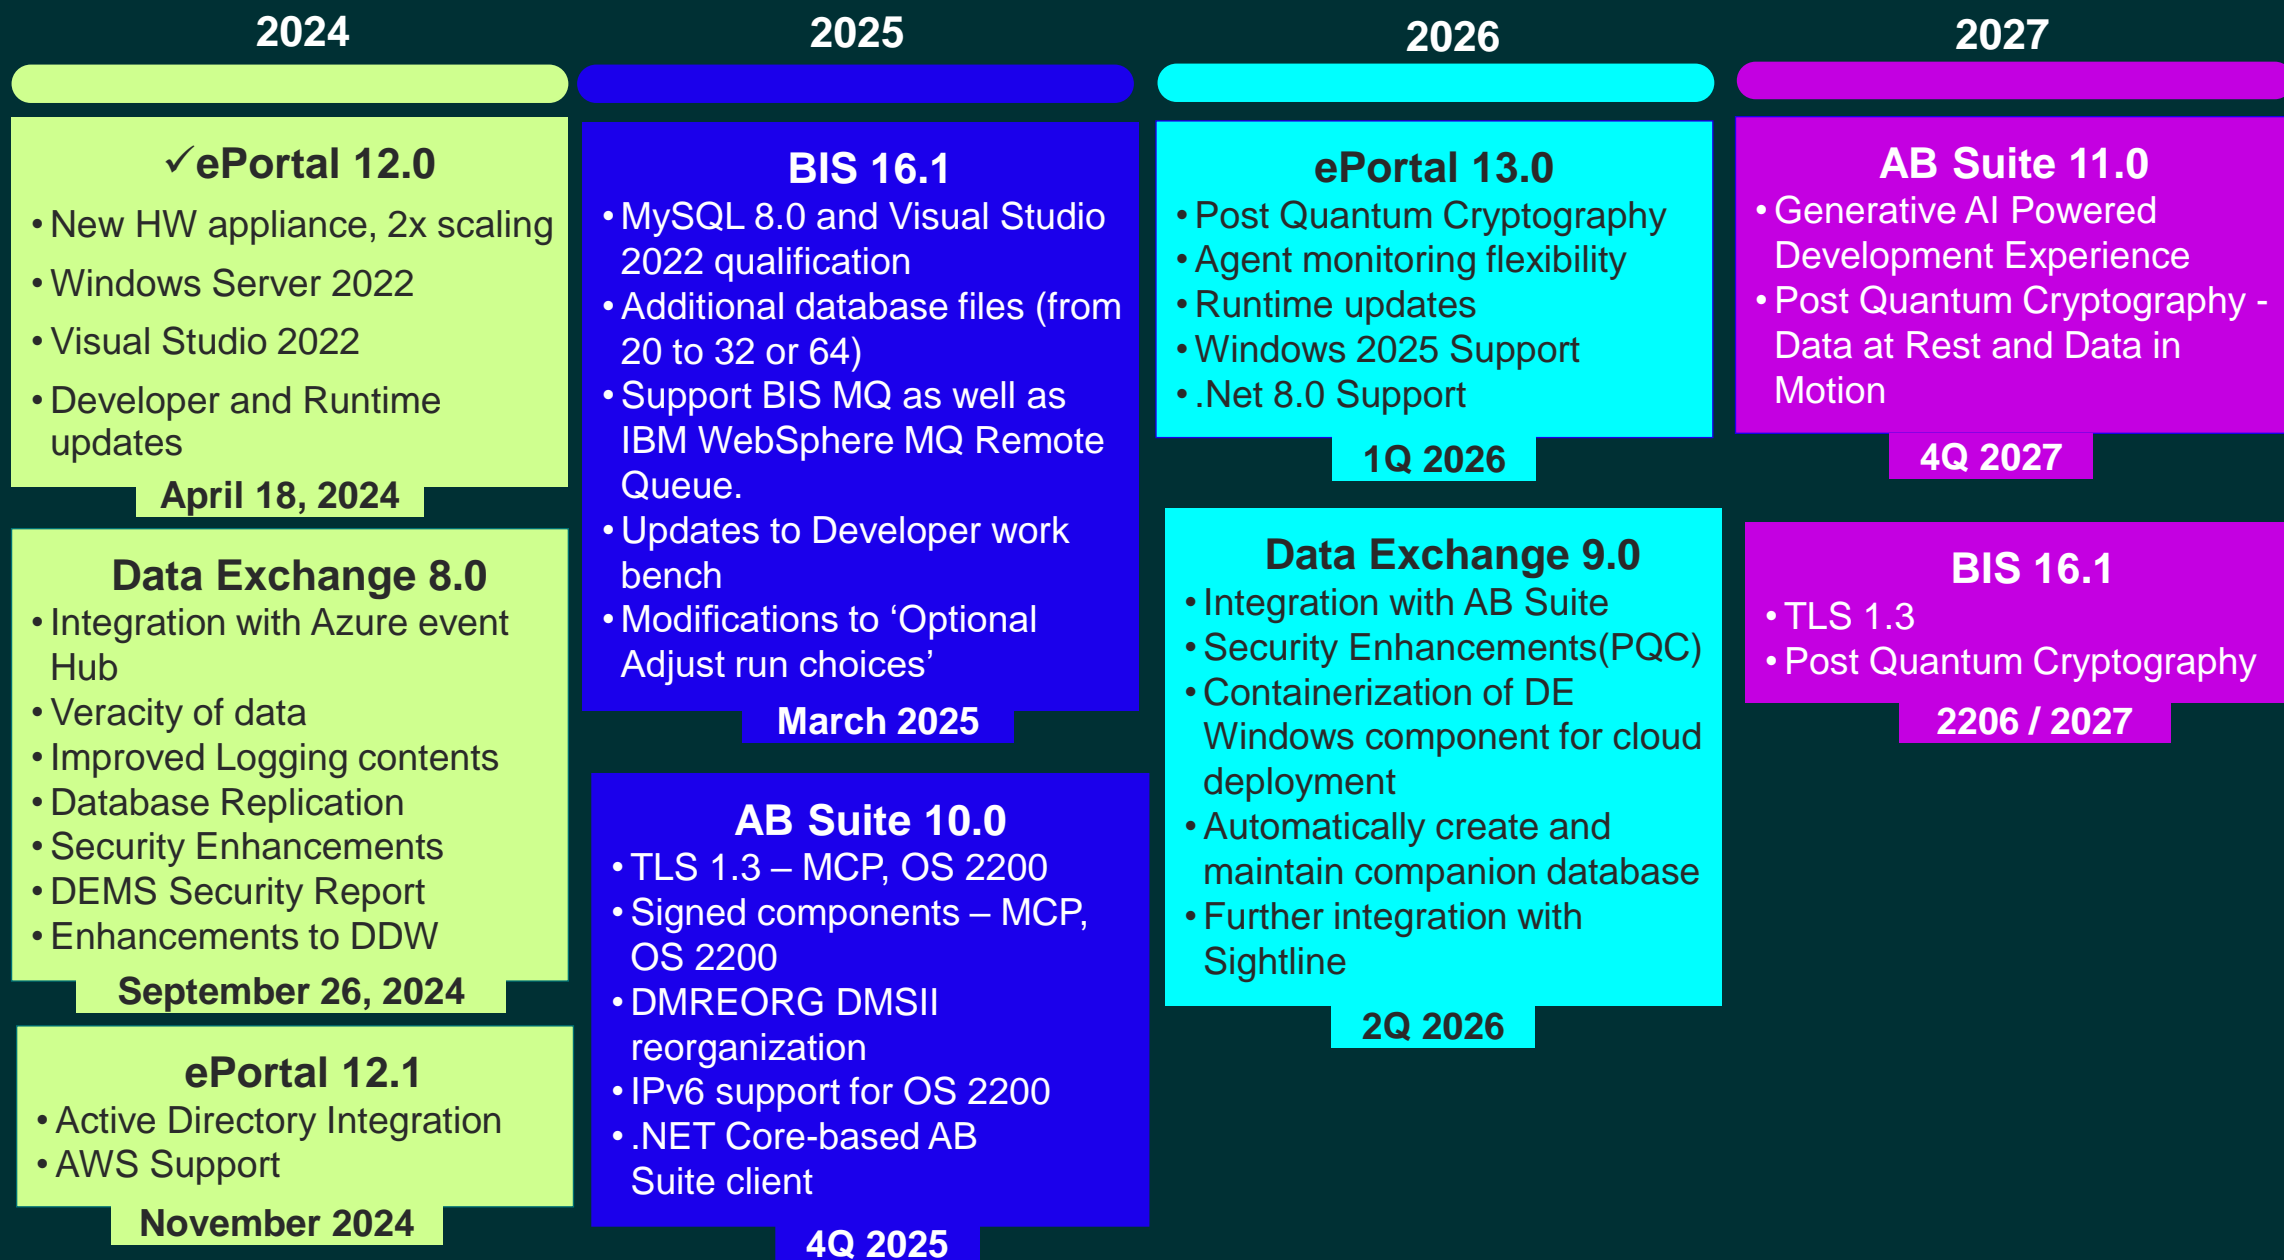 2024
✓ePortal 12.0
• New HW appliance, 2x scaling
• Windows Server 2022
• Visual Studio 2022
• Developer and Runtime
updates
April 18, 2024
Data Exchange 8.0
• Integration with Azure event
Hub
• Veracity of data
• Improved Logging contents
• Database Replication
• Security Enhancements
• DEMS Security Report
• Enhancements to DDW
September 26, 2024
ePortal 12.1
• Active Directory Integration
• AWS Support
November 2024
2025
BIS 16.1
• MySQL 8.0 and Visual Studio
2022 qualification
• Additional database files (from
20 to 32 or 64)
• Support BIS MQ as well as
IBM WebSphere MQ Remote
Queue.
• Updates to Developer work
bench
• Modifications to ‘Optional
Adjust run choices’
March 2025
AB Suite 10.0
• TLS 1.3 – MCP, OS 2200
• Signed components – MCP,
OS 2200
• DMREORG DMSII
reorganization
• IPv6 support for OS 2200
• .NET Core-based AB
Suite client
4Q 2025
2026
ePortal 13.0
• Post Quantum Cryptography
• Agent monitoring flexibility
• Runtime updates
• Windows 2025 Support
• .Net 8.0 Support
1Q 2026
Data Exchange 9.0
• Integration with AB Suite
• Security Enhancements(PQC)
• Containerization of DE
Windows component for cloud
deployment
• Automatically create and
maintain companion database
• Further integration with
Sightline
2Q 2026
2027
AB Suite 11.0
• Generative AI Powered
Development Experience
• Post Quantum Cryptography -
Data at Rest and Data in
Motion
4Q 2027
BIS 16.1
• TLS 1.3
• Post Quantum Cryptography
2206 / 2027